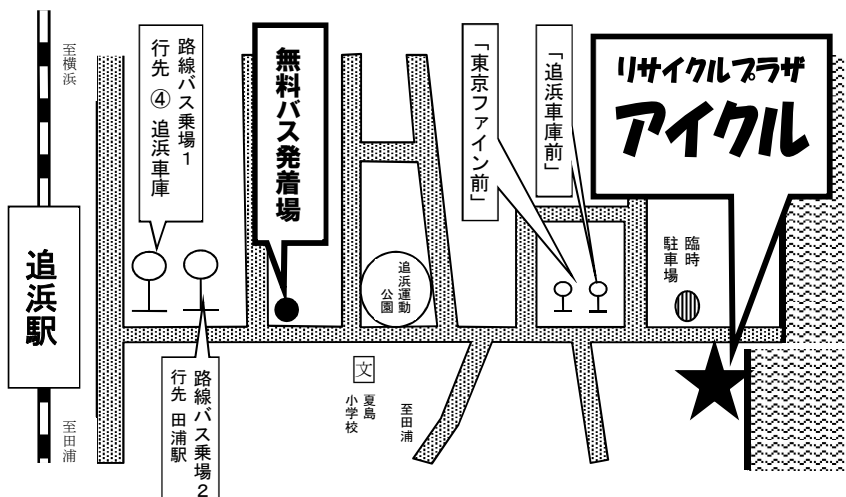 至横浜
追浜駅
至田浦
路線バス乗場1
行先 ④ 追浜車庫
路線バス乗場2
行先 田浦駅
無料バス発着場
追浜運動
公園
文
夏島
小学校
至田浦
「東京ファイン前」
「追浜車庫前」
リサイクルプラザ
アイクル
臨時
駐車場